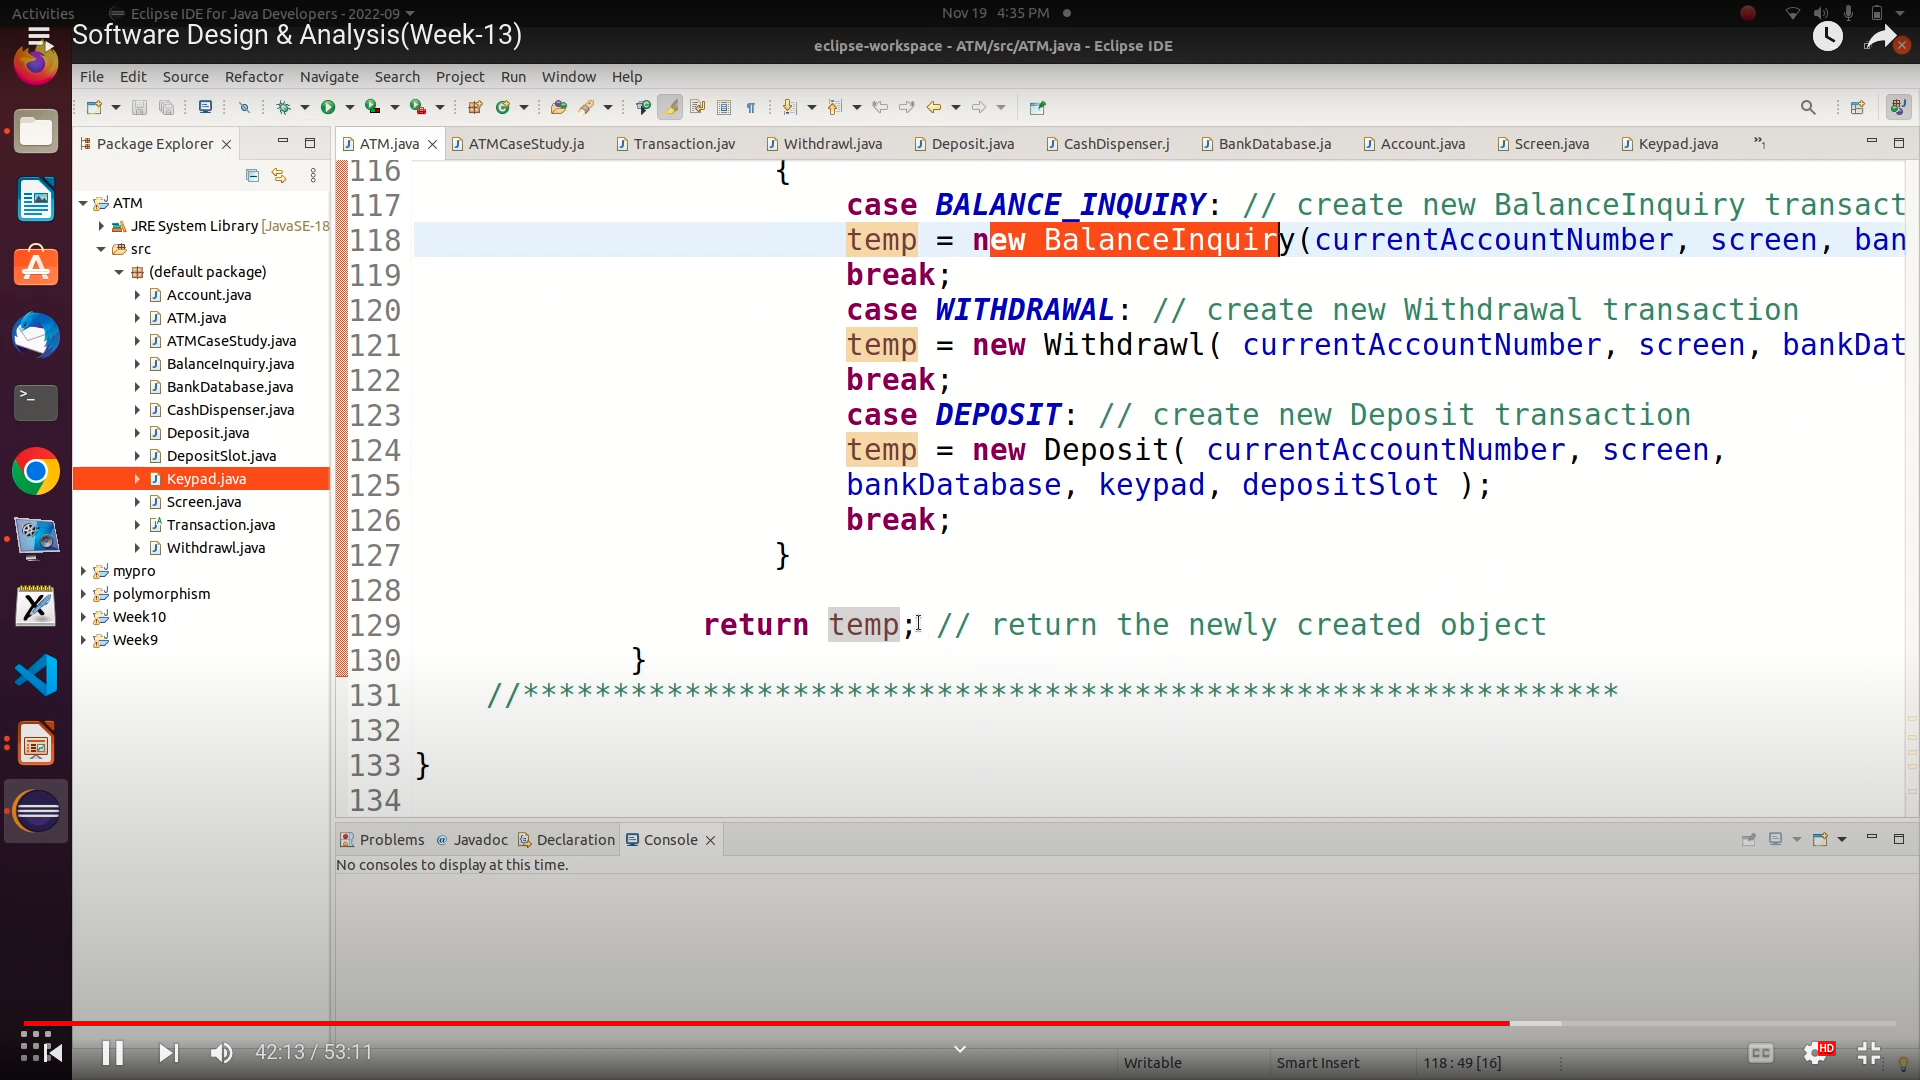 Activities
Eclipse IDE for Java Developers - 2022-09
Nov 19 4:35 PM
Software Design & Analysis(Week-13)
eclipse-workspace - ATM/src/ATM.java - Eclipse IDE
File Edit Source Refactor Navigate Search Project Run Window Help
Package Explorer
ATM.java ATMCaseStudy.ja Transaction.jav Withdrawl.java Deposit.java CashDispenser.j BankDatabase.ja Account.java Screen.java Keypad.java
ATM
JRE System Library [JavaSE-18
src
(default package)
Account.java
ATM.java
ATMCaseStudy.java
BalanceInquiry.java
BankDatabase.java
CashDispenser.java
Deposit.java
DepositSlot.java
Keypad.java
Screen.java
Transaction.java
Withdrawl.java
mypro
polymorphism
Week10
Week9
116 {
117 case BALANCE_INQUIRY: // create new BalanceInquiry transact
118 temp = new BalanceInquiry(currentAccountNumber, screen, ban
119 break;
120 case WITHDRAWAL: // create new Withdrawal transaction
121 temp = new Withdrawl( currentAccountNumber, screen, bankDat
122 break;
123 case DEPOSIT: // create new Deposit transaction
124 temp = new Deposit( currentAccountNumber, screen,
125 bankDatabase, keypad, depositSlot );
126 break;
127 }
128
129 return temp; // return the newly created object
130 }
131 //*************************************************************
132
133 }
134
Problems Javadoc Declaration Console
No consoles to display at this time.
42:13 / 53:11
CC
HD
Writable Smart Insert 118 : 49 [16]